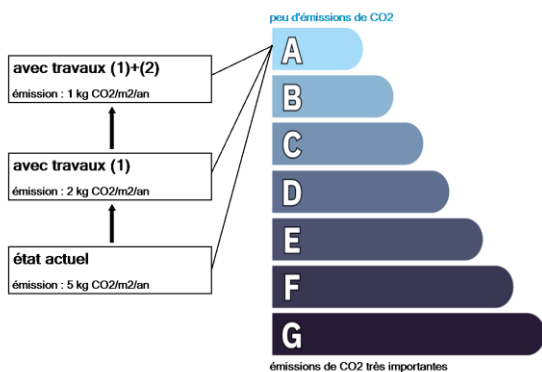 peu d'émissions de CO2
avec travaux (1)+(2)
émission : 1 kg CO2/m2/an
avec travaux (1)
émission : 2 kg CO2/m2/an
état actuel
émission : 5 kg CO2/m2/an
A
B
C
D
E
F
G
émissions de CO2 très importantes